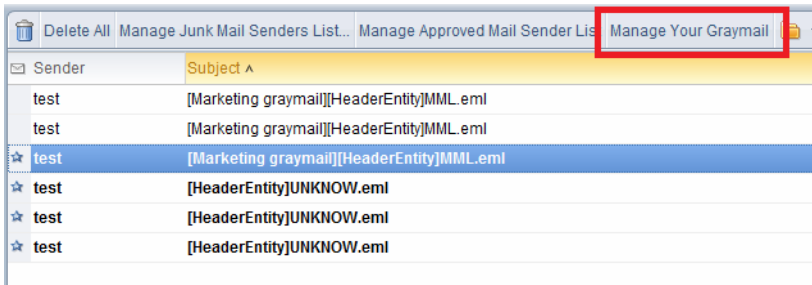 Delete All Manage Junk Mail Senders List... Manage Approved Mail Sender Lis Manage Your Graymail
Sender Subject
test [Marketing graymail][HeaderEntity]MML.eml
test [Marketing graymail][HeaderEntity]MML.eml
test [Marketing graymail][HeaderEntity]MML.eml
test [HeaderEntity]UNKNOW.eml
test [HeaderEntity]UNKNOW.eml
test [HeaderEntity]UNKNOW.eml